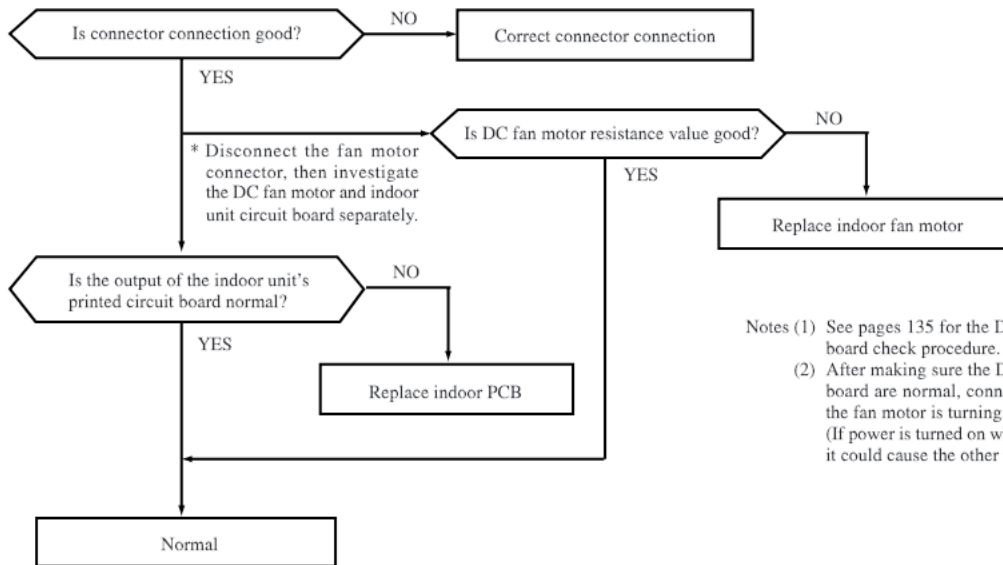 Is connector connection good?
NO
Correct connector connection
YES
Is DC fan motor resistance value good?
NO
* Disconnect the fan motor
connector, then investigate
the DC fan motor and indoor
unit circuit board separately.
YES
Replace indoor fan motor
Is the output of the indoor unit's
printed circuit board normal?
NO
YES
Replace indoor PCB
Notes (1) See pages 135 for the D
board check procedure.
(2) After making sure the D
board are normal, conn
the fan motor is turning
(If power is turned on w
it could cause the other
Normal